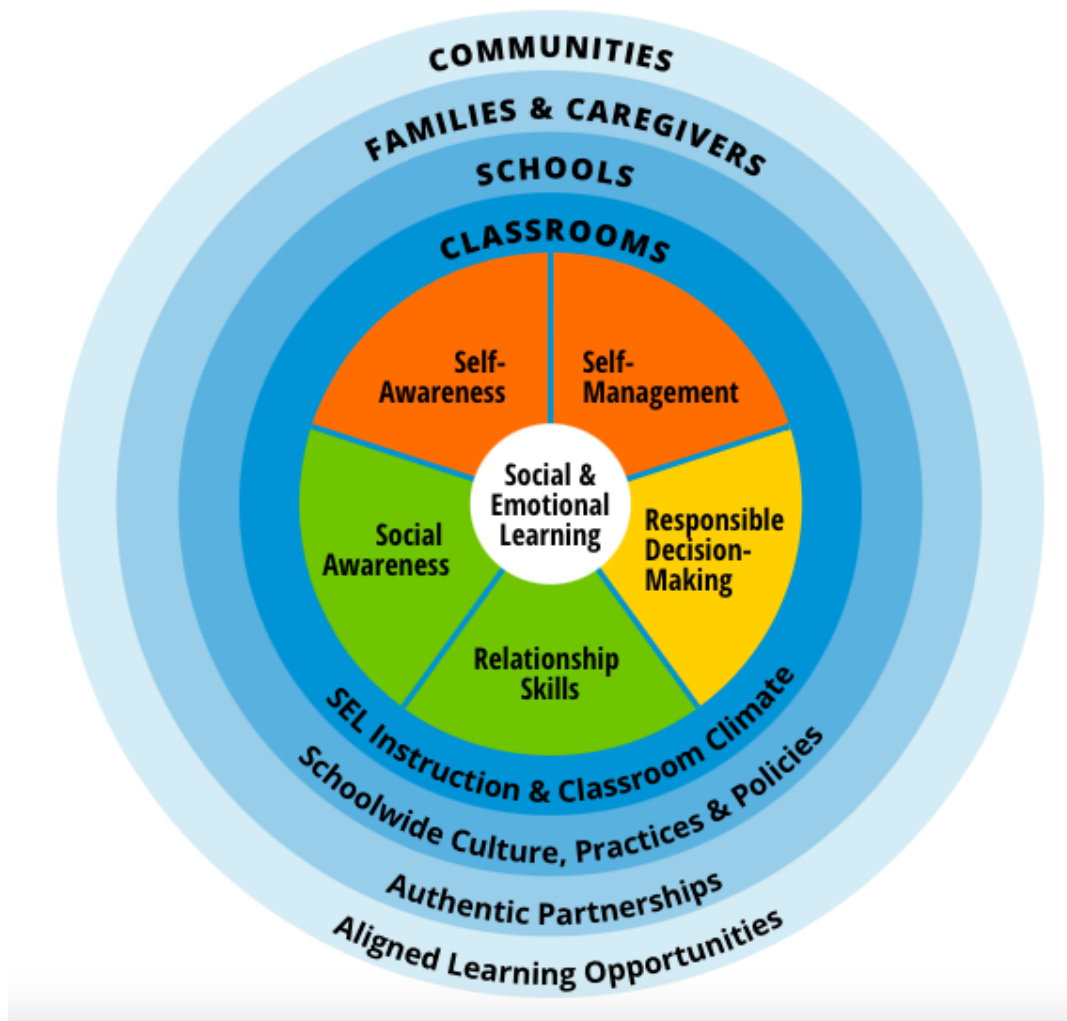 COMMUNITIES
FAMILIES & CAREGIVERS
SCHOOLS
CLASSROOMS
Self-
Awareness
Self-
Management
Social &
Emotional
Learning
Social
Awareness
Responsible
Decision-
Making
Relationship
Skills
SEL Instruction & Classroom Climate
Schoolwide Culture, Practices & Policies
Authentic Partnerships
Aligned Learning Opportunities